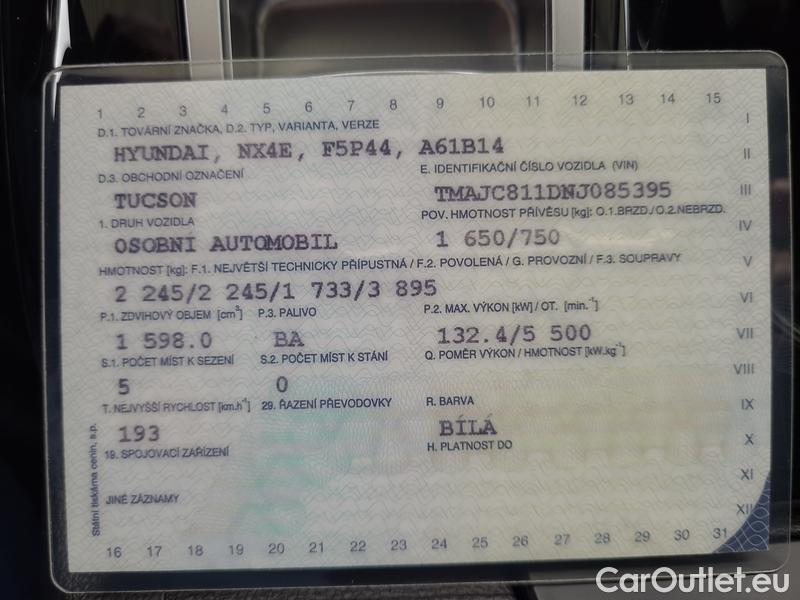 1 2 3 4 5 6 7 8 9 10 11 12 13 14 15
D.1. TOVÁRNÍ ZNAČKA, D.2. TYP, VARIANTA, VERZE I
HYUNDAI, NX4E, F5P44, A61B14 II
D.3. OBCHODNÍ OZNAČENÍ E. IDENTIFIKAČNÍ ČÍSLO VOZIDLA (VIN)
TUCSON TMAJC811DNJ085395 III
1. DRUH VOZIDLA POV. HMOTNOST PŘÍVĚSU [kg]: O.1.BRZD./O.2.NEBRZD.
OSOBNI AUTOMOBIL 1 650/750 IV
HMOTNOST [kg]: F.1. NEJVĚTŠÍ TECHNICKY PŘÍPUSTNÁ / F.2. POVOLENÁ / G. PROVOZNÍ / F.3. SOUPRAVY V
2 245/2 245/1 733/3 895 VI
P.1. ZDVIHOVÝ OBJEM [cm³] P.3. PALIVO P.2. MAX. VÝKON [kW] / OT. [min.⁻¹]
1 598.0 BA 132.4/5 500 VII
S.1. POČET MÍST K SEZENÍ S.2. POČET MÍST K STÁNÍ Q. POMĚR VÝKON / HMOTNOST [kW.kg⁻¹]
5 0 VIII
T. NEJVYŠŠÍ RYCHLOST [km.h⁻¹] 29. ŘAZENÍ PŘEVODOVKY R. BARVA IX
193 BÍLÁ X
19. SPOJOVACÍ ZAŘÍZENÍ H. PLATNOST DO
XI
JINÉ ZÁZNAMY
XII
16 17 18 19 20 21 22 23 24 25 26 27 28 29 30 31
Státní tiskárna cenin, s.p.
CarOutlet.eu